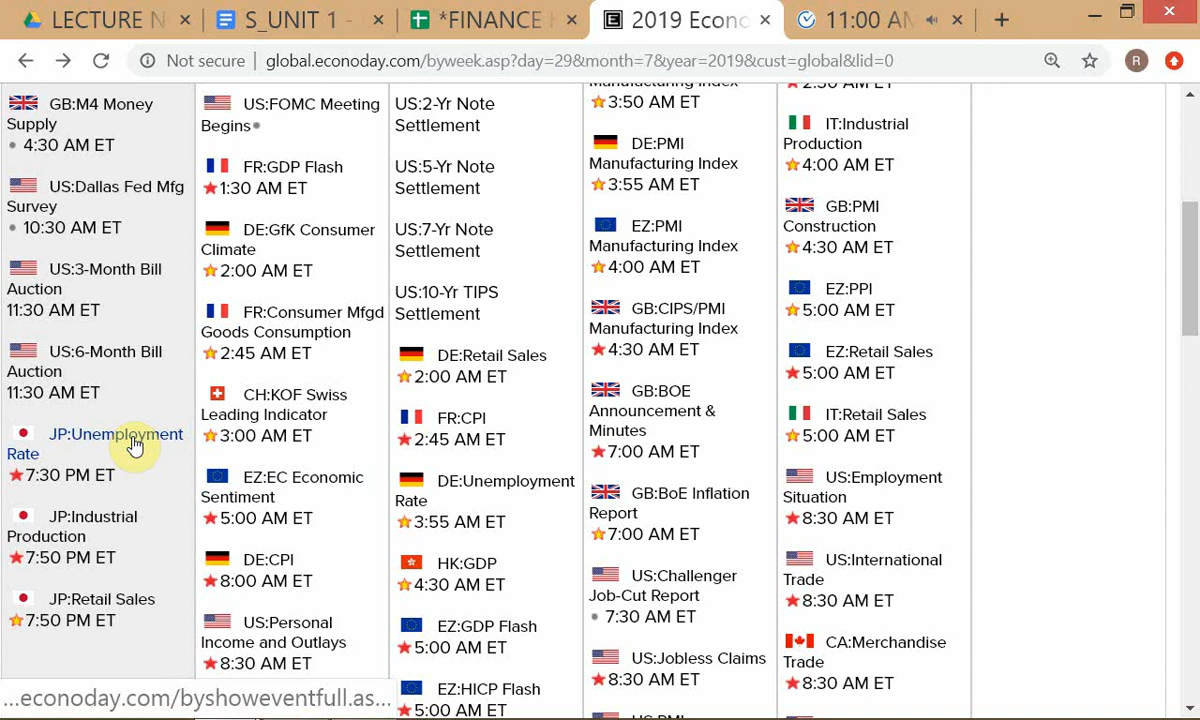 LECTURE N
S_UNIT 1 -
*FINANCE
2019 Econo
11:00 AM
Not secure
global.econoday.com/byweek.asp?day=29&month=7&year=2019&cust=global&lid=0
R
GB:M4 Money
Supply
4:30 AM ET
US:Dallas Fed Mfg
Survey
10:30 AM ET
US:3-Month Bill
Auction
11:30 AM ET
US:6-Month Bill
Auction
11:30 AM ET
JP:Unemployment
Rate
7:30 PM ET
JP:Industrial
Production
7:50 PM ET
JP:Retail Sales
7:50 PM ET
...econoday.com/byshoweventfull.as...
US:FOMC Meeting
Begins
FR:GDP Flash
1:30 AM ET
DE:GfK Consumer
Climate
2:00 AM ET
FR:Consumer Mfgd
Goods Consumption
2:45 AM ET
CH:KOF Swiss
Leading Indicator
3:00 AM ET
EZ:EC Economic
Sentiment
5:00 AM ET
DE:CPI
8:00 AM ET
US:Personal
Income and Outlays
8:30 AM ET
US:2-Yr Note
Settlement
US:5-Yr Note
Settlement
US:7-Yr Note
Settlement
US:10-Yr TIPS
Settlement
DE:Retail Sales
2:00 AM ET
FR:CPI
2:45 AM ET
DE:Unemployment
Rate
3:55 AM ET
HK:GDP
4:30 AM ET
EZ:GDP Flash
5:00 AM ET
EZ:HICP Flash
5:00 AM ET
Manufacturing Index
3:50 AM ET
DE:PMI
Manufacturing Index
3:55 AM ET
EZ:PMI
Manufacturing Index
4:00 AM ET
GB:CIPS/PMI
Manufacturing Index
4:30 AM ET
GB:BOE
Announcement &
Minutes
7:00 AM ET
GB:BoE Inflation
Report
7:00 AM ET
US:Challenger
Job-Cut Report
7:30 AM ET
US:Jobless Claims
8:30 AM ET
US:PMI
2:30 AM ET
IT:Industrial
Production
4:00 AM ET
GB:PMI
Construction
4:30 AM ET
EZ:PPI
5:00 AM ET
EZ:Retail Sales
5:00 AM ET
IT:Retail Sales
5:00 AM ET
US:Employment
Situation
8:30 AM ET
US:International
Trade
8:30 AM ET
CA:Merchandise
Trade
8:30 AM ET